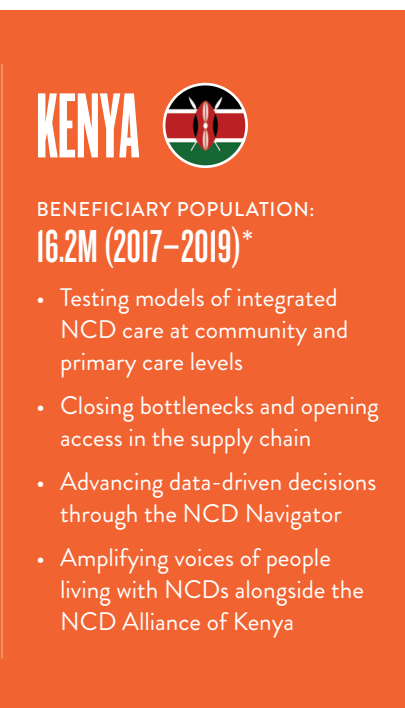 KENYA
BENEFICIARY POPULATION:
16.2M (2017–2019)*
• Testing models of integrated
NCD care at community and
primary care levels
• Closing bottlenecks and opening
access in the supply chain
• Advancing data-driven decisions
through the NCD Navigator
• Amplifying voices of people
living with NCDs alongside the
NCD Alliance of Kenya